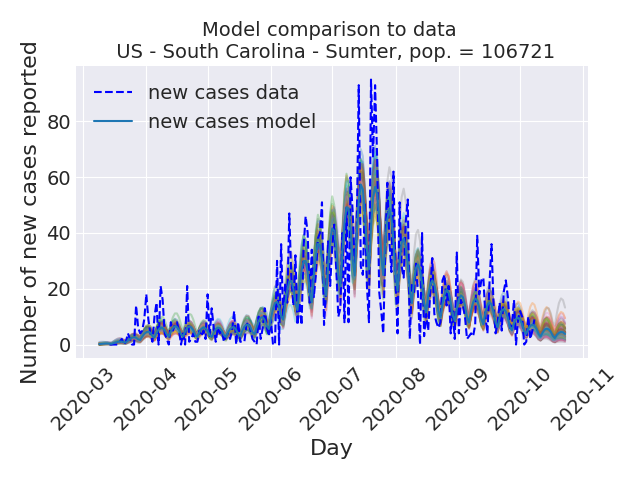 Model comparison to data
US - South Carolina - Sumter, pop. = 106721
Number of new cases reported
80
60
40
20
0
new cases data
new cases model
2020-03
2020-04
2020-05
2020-06
2020-07
2020-08
2020-09
2020-10
2020-11
Day